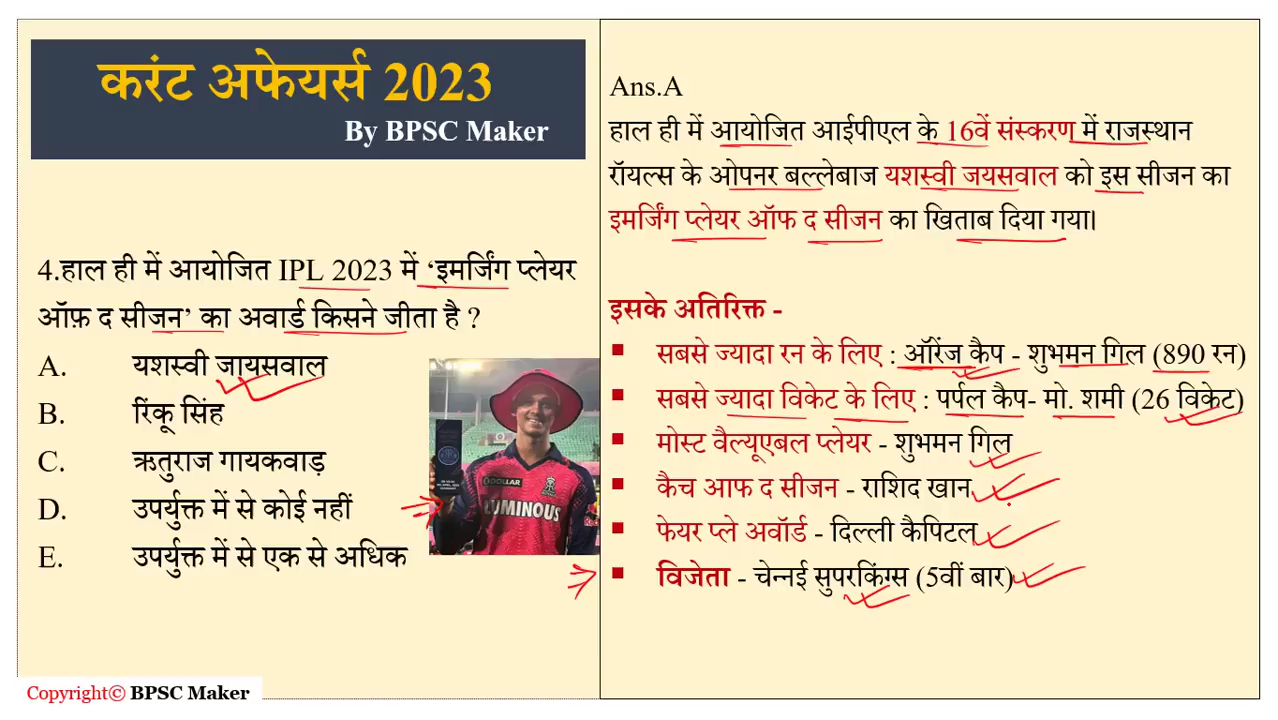 करंट अफेयर्स 2023
By BPSC Maker
4.हाल ही में आयोजित IPL 2023 में ‘इमर्जिंग प्लेयर
ऑफ़ द सीजन’ का अवार्ड किसने जीता है ?
A. यशस्वी जायसवाल
B. रिंकू सिंह
C. ऋतुराज गायकवाड़
D. उपर्युक्त में से कोई नहीं
E. उपर्युक्त में से एक से अधिक
DOLLAR
LUMINOUS
Copyright© BPSC Maker
Ans.A
हाल ही में आयोजित आईपीएल के 16वें संस्करण में राजस्थान
रॉयल्स के ओपनर बल्लेबाज यशस्वी जयसवाल को इस सीजन का
इमर्जिंग प्लेयर ऑफ द सीजन का खिताब दिया गया।
इसके अतिरिक्त -
▪ सबसे ज्यादा रन के लिए : ऑरेंज कैप - शुभमन गिल (890 रन)
▪ सबसे ज्यादा विकेट के लिए : पर्पल कैप- मो. शमी (26 विकेट)
▪ मोस्ट वैल्यूएबल प्लेयर - शुभमन गिल
▪ कैच आफ द सीजन - राशिद खान
▪ फेयर प्ले अवॉर्ड - दिल्ली कैपिटल
▪ विजेता - चेन्नई सुपरकिंग्स (5वीं बार)